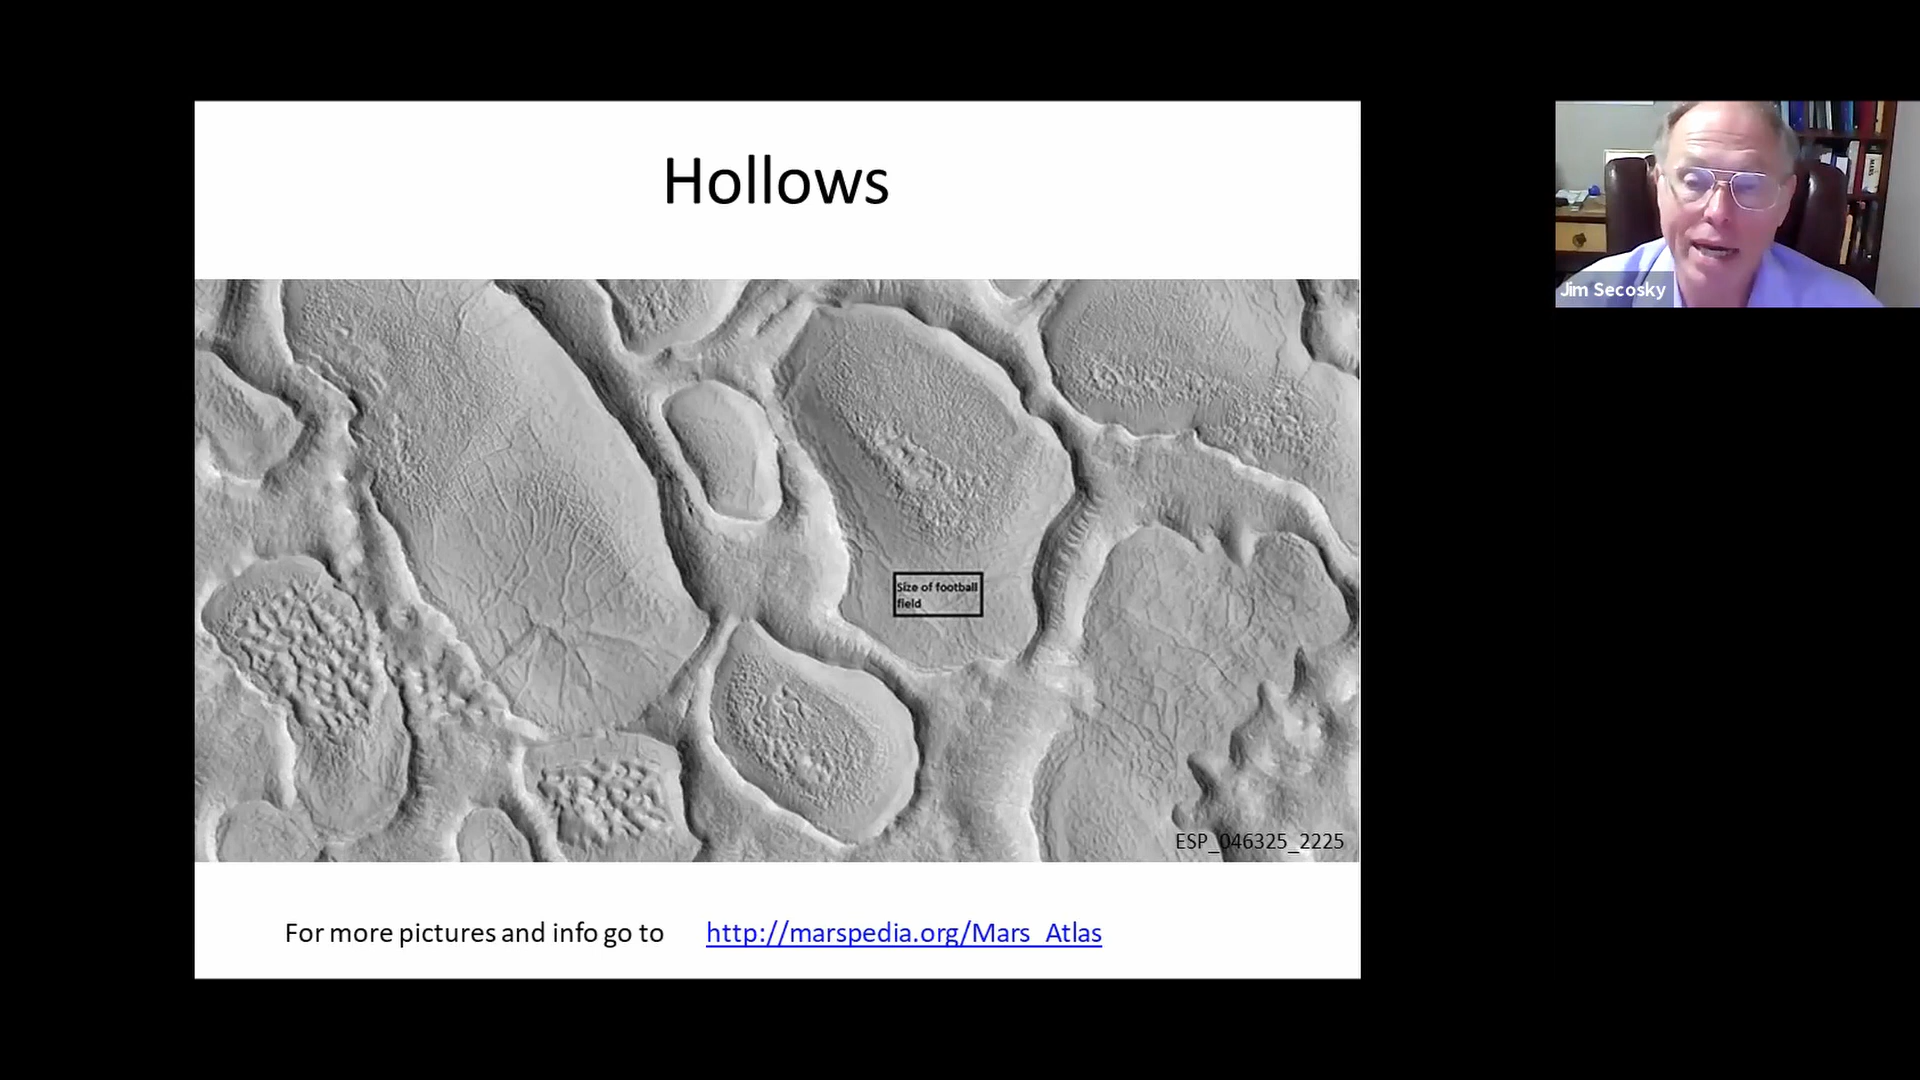 Hollows
Jim Secosky
Size of football
field
ESP_046325_2225
For more pictures and info go to http://marspedia.org/Mars_Atlas